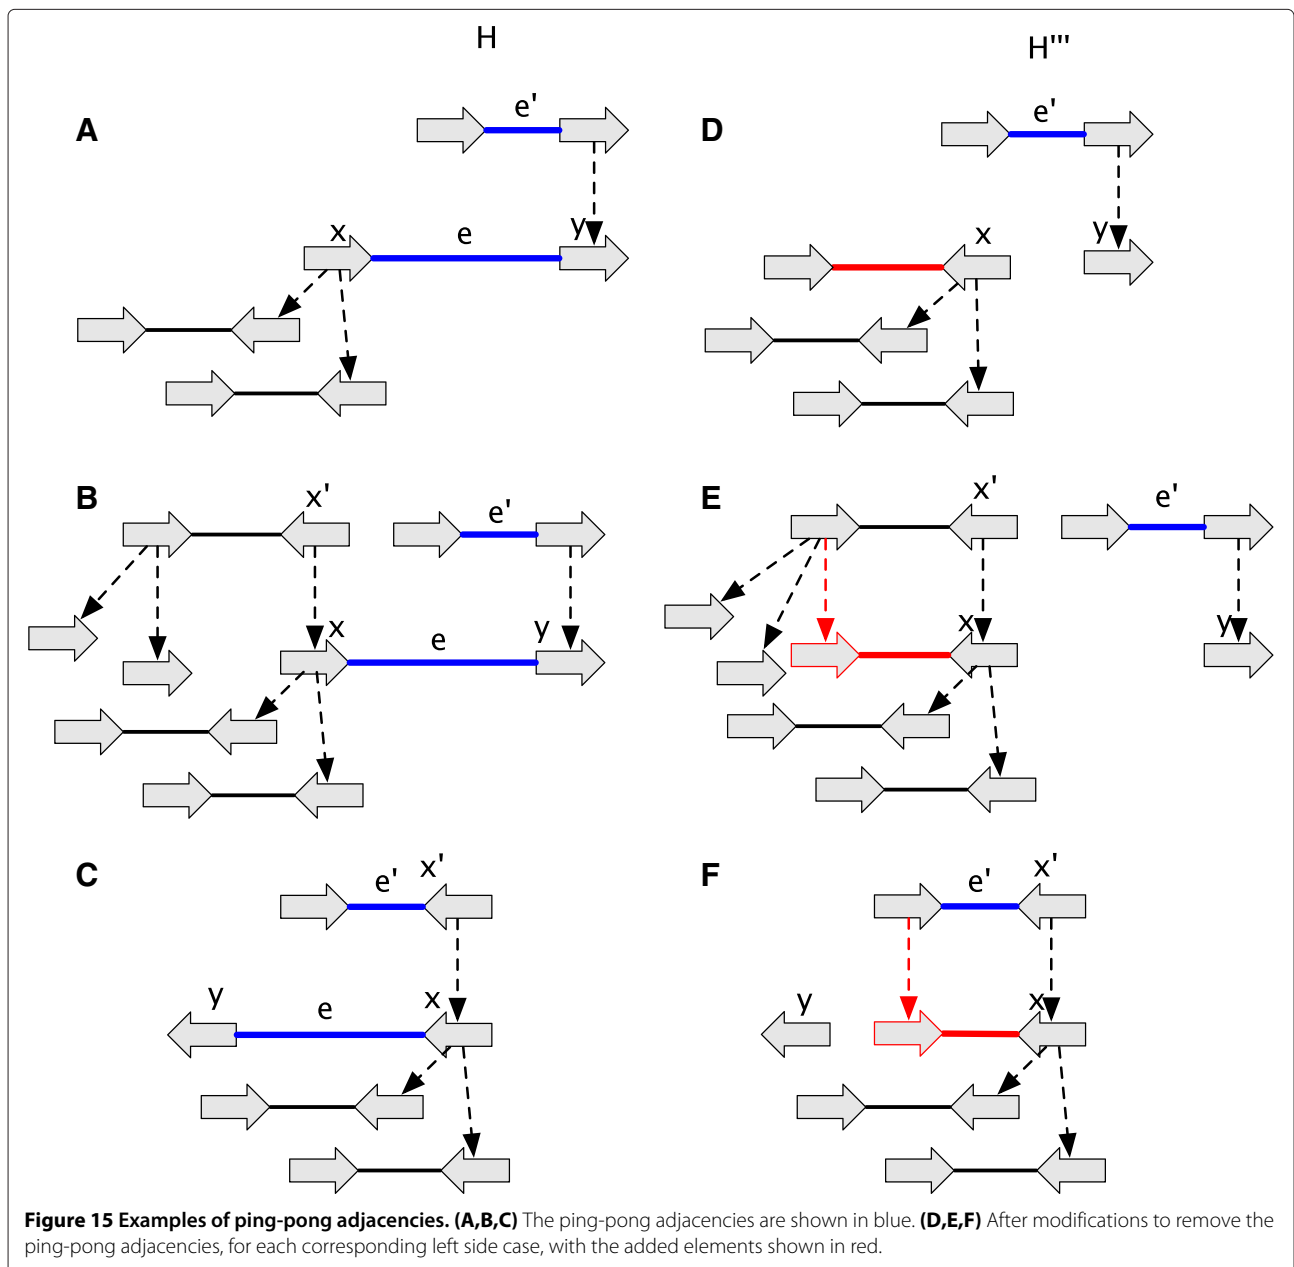 H
H'''
A
e'
x
e
y
D
e'
x
y
B
x'
e'
x
e
y
E
x'
e'
x
y
C
e'
x'
y
e
x
F
e'
x'
y
x
Figure 15 Examples of ping-pong adjacencies. (A,B,C) The ping-pong adjacencies are shown in blue. (D,E,F) After modifications to remove the
ping-pong adjacencies, for each corresponding left side case, with the added elements shown in red.